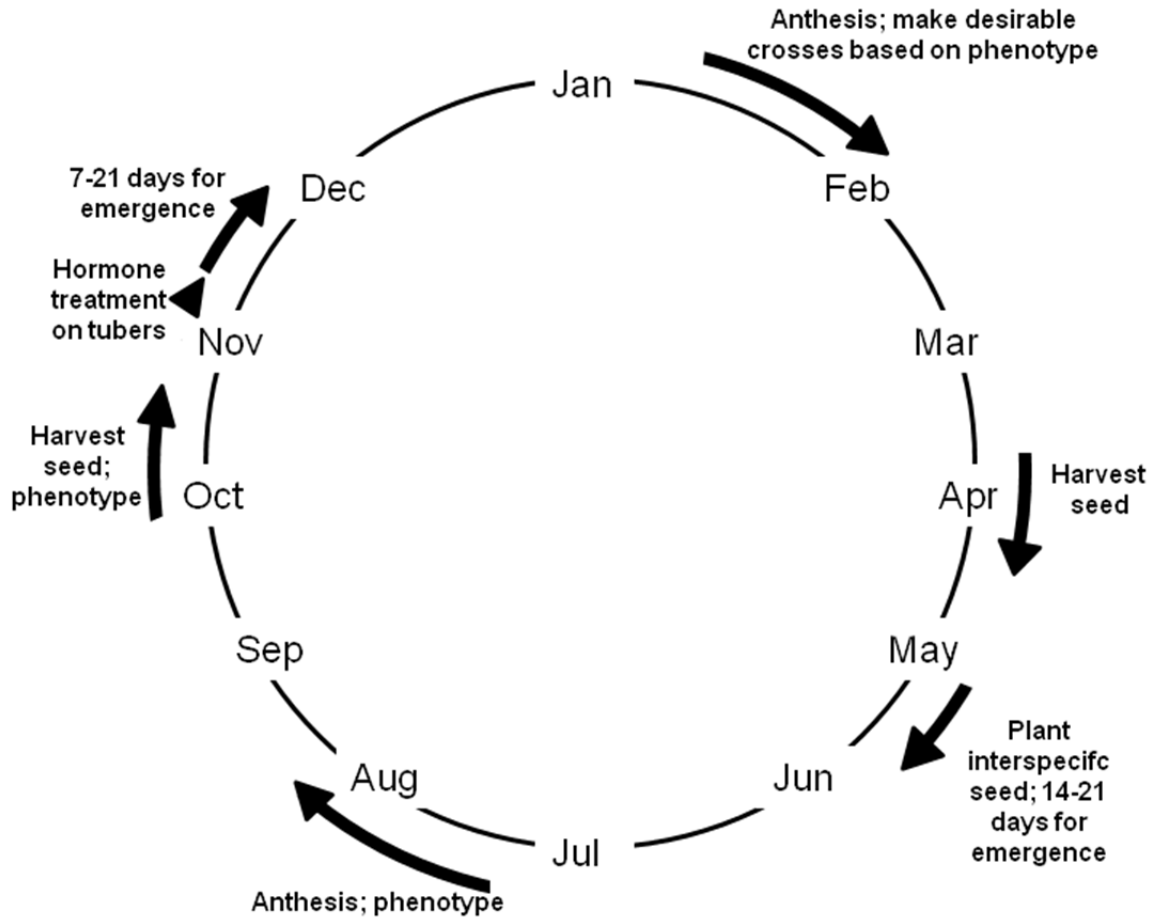 Anthesis; make desirable
crosses based on phenotype
Jan
Feb
Mar
Apr
Harvest
seed
May
Plant
interspecifc
seed; 14-21
days for
emergence
Jun
Jul
Anthesis; phenotype
Aug
Sep
Oct
Harvest
seed;
phenotype
Nov
Hormone
treatment
on tubers
7-21 days for
emergence
Dec